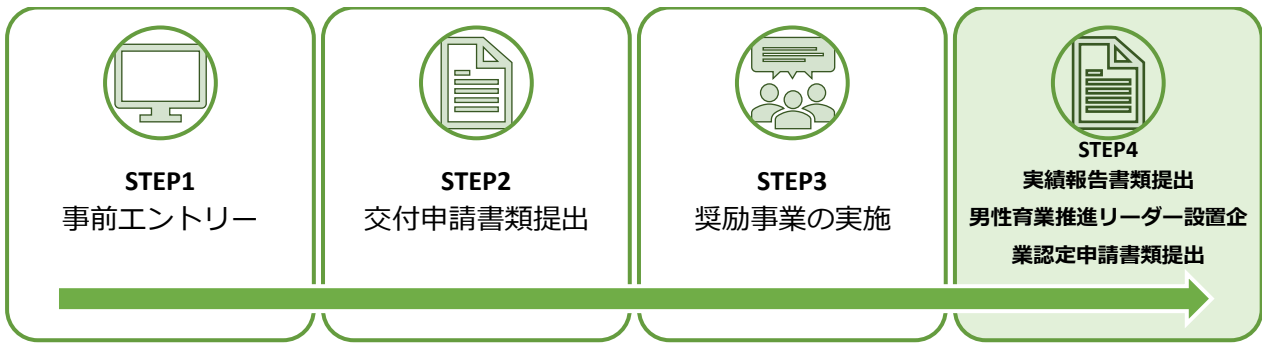 STEP1
事前エントリー
STEP2
交付申請書類提出
STEP3
奨励事業の実施
STEP4
実績報告書類提出
男性育業推進リーダー設置企
業認定申請書類提出